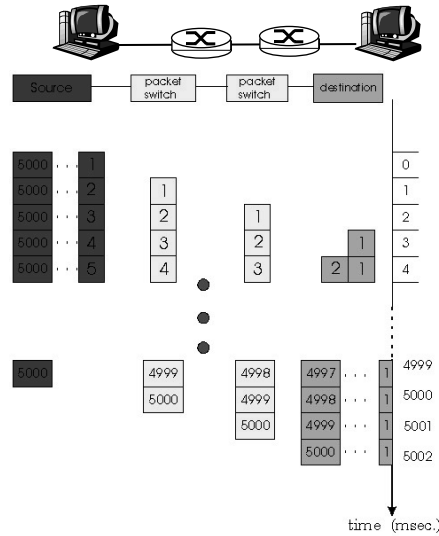 Source packet switch packet switch destination
5000 . . . 1 0
5000 . . . 2 1 1
5000 . . . 3 2 1 2
5000 . . . 4 3 2 1 3
5000 . . . 5 4 3 2 1 4
5000 4999 4998 4997 . . . 1 4999
5000 4999 4998 . . . 1 5000
5000 4999 . . . 1 5001
5000 . . . 1 5002
time (msec.)